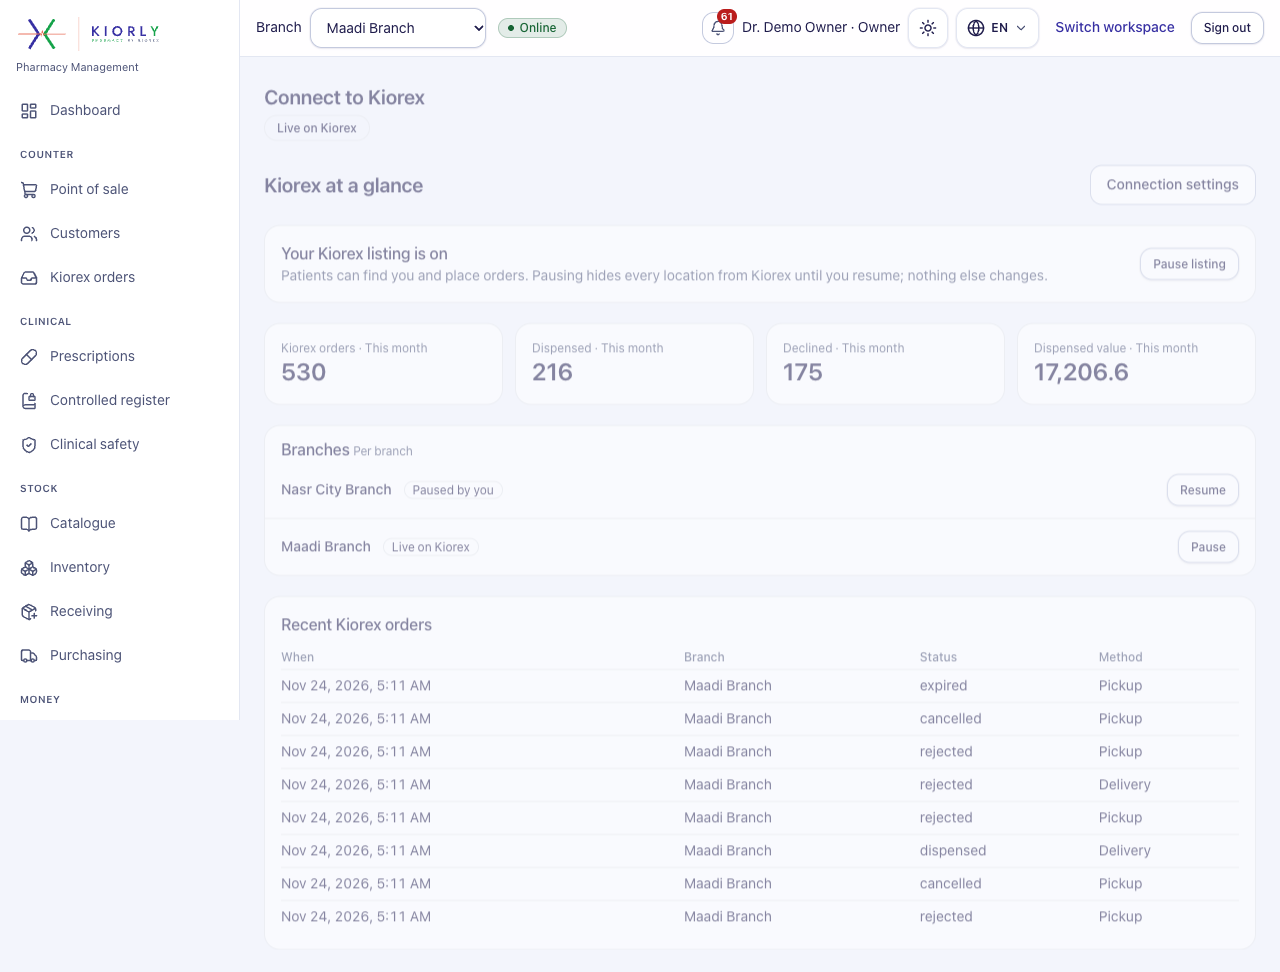 KIORLY
PHARMACY BY KIOREX
Pharmacy Management
Dashboard
COUNTER
Point of sale
Customers
Kiorex orders
CLINICAL
Prescriptions
Controlled register
Clinical safety
STOCK
Catalogue
Inventory
Receiving
Purchasing
MONEY
Branch Maadi Branch Online 61 Dr. Demo Owner · Owner EN Switch workspace Sign out
Connect to Kiorex
Live on Kiorex
Kiorex at a glance Connection settings
Your Kiorex listing is on
Patients can find you and place orders. Pausing hides every location from Kiorex until you resume; nothing else changes.
Pause listing
Kiorex orders · This month
530
Dispensed · This month
216
Declined · This month
175
Dispensed value · This month
17,206.6
Branches Per branch
Nasr City Branch Paused by you Resume
Maadi Branch Live on Kiorex Pause
Recent Kiorex orders
When Branch Status Method
Nov 24, 2026, 5:11 AM Maadi Branch expired Pickup
Nov 24, 2026, 5:11 AM Maadi Branch cancelled Pickup
Nov 24, 2026, 5:11 AM Maadi Branch rejected Pickup
Nov 24, 2026, 5:11 AM Maadi Branch rejected Delivery
Nov 24, 2026, 5:11 AM Maadi Branch rejected Pickup
Nov 24, 2026, 5:11 AM Maadi Branch dispensed Delivery
Nov 24, 2026, 5:11 AM Maadi Branch cancelled Pickup
Nov 24, 2026, 5:11 AM Maadi Branch rejected Pickup